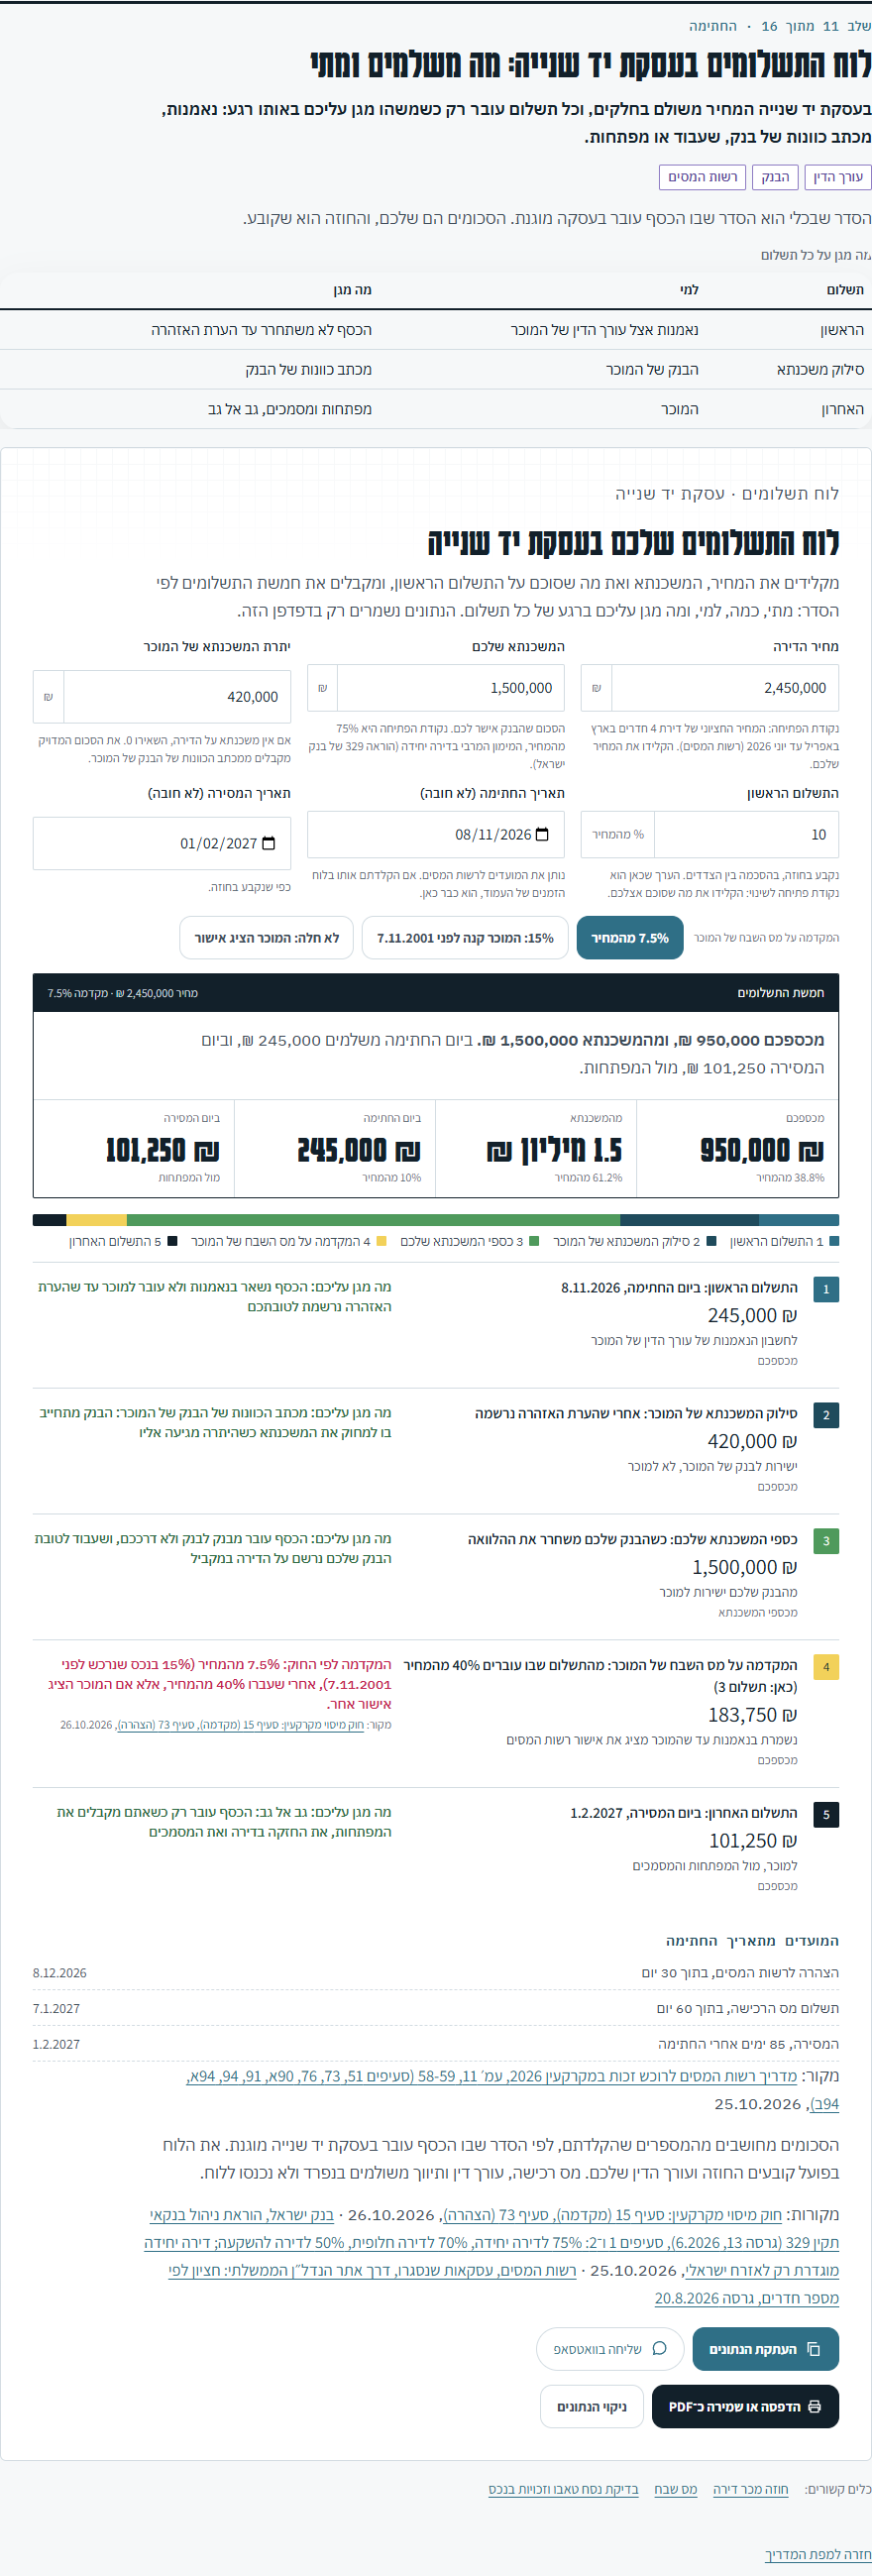 שלב 11 מתוך 16 · החתימה
לוח התשלומים בעסקת יד שנייה: מה משלמים ומתי
בעסקת יד שנייה המחיר משולם בחלקים, וכל תשלום עובר רק כשמשהו מגן עליכם באותו רגע: נאמנות,
מכתב כוונות של בנק, שעבוד או מפתחות.
עורך הדין
הבנק
רשות המסים
הסדר שבכלי הוא הסדר שבו הכסף עובר בעסקה מוגנת. הסכומים הם שלכם, והחוזה הוא שקובע.
מה מגן על כל תשלום
תשלום למי מה מגן
הראשון נאמנות אצל עורך הדין של המוכר הכסף לא משתחרר עד הערת האזהרה
סילוק משכנתא הבנק של המוכר מכתב כוונות של הבנק
האחרון המוכר מפתחות ומסמכים, גב אל גב
לוח תשלומים · עסקת יד שנייה
לוח התשלומים שלכם בעסקת יד שנייה
מקלידים את המחיר, המשכנתא ואת מה שסוכם על התשלום הראשון, ומקבלים את חמשת התשלומים לפי
הסדר: מתי, כמה, למי, ומה מגן עליכם ברגע של כל תשלום. הנתונים נשמרים רק בדפדפן הזה.
מחיר הדירה
2,450,000 ₪
נקודת הפתיחה: המחיר החציוני של דירת 4 חדרים בארץ
באפריל עד יוני 2026 (רשות המסים). הקלידו את המחיר
שלכם.
המשכנתא שלכם
1,500,000 ₪
הסכום שהבנק אישר לכם. נקודת הפתיחה היא 75%
מהמחיר, המימון המרבי בדירה יחידה (הוראה 329 של בנק
ישראל).
יתרת המשכנתא של המוכר
420,000 ₪
אם אין משכנתא על הדירה, השאירו 0. את הסכום המדויק
מקבלים ממכתב הכוונות של הבנק של המוכר.
התשלום הראשון
10 % מהמחיר
נקבע בחוזה, בהסכמה בין הצדדים. הערך שכאן הוא
נקודת פתיחה לשינוי: הקלידו את מה שסוכם אצלכם.
תאריך החתימה (לא חובה)
08/11/2026
נותן את המועדים לרשות המסים. אם הקלדתם אותו בלוח
הזמנים של העמוד, הוא כבר כאן.
תאריך המסירה (לא חובה)
01/02/2027
כפי שנקבע בחוזה.
המקדמה על מס השבח של המוכר
7.5% מהמחיר
15%: המוכר קנה לפני 7.11.2001
לא חלה: המוכר הציג אישור
חמשת התשלומים מחיר 2,450,000 ₪ · מקדמה 7.5%
מכספכם 950,000 ₪, ומהמשכנתא 1,500,000 ₪. ביום החתימה משלמים 245,000 ₪, וביום
המסירה 101,250 ₪, מול המפתחות.
מכספכם
950,000 ₪
38.8% מהמחיר
מהמשכנתא
1.5 מיליון ₪
61.2% מהמחיר
ביום החתימה
245,000 ₪
10% מהמחיר
ביום המסירה
101,250 ₪
מול המפתחות
1 התשלום הראשון 2 סילוק המשכנתא של המוכר 3 כספי המשכנתא שלכם 4 המקדמה על מס השבח של המוכר 5 התשלום האחרון
1
התשלום הראשון: ביום החתימה, 8.11.2026
245,000 ₪
לחשבון הנאמנות של עורך הדין של המוכר
מכספכם
מה מגן עליכם: הכסף נשאר בנאמנות ולא עובר למוכר עד שהערת
האזהרה נרשמת לטובתכם
2
סילוק המשכנתא של המוכר: אחרי שהערת האזהרה נרשמה
420,000 ₪
ישירות לבנק של המוכר, לא למוכר
מכספכם
מה מגן עליכם: מכתב הכוונות של הבנק של המוכר: הבנק מתחייב
בו למחוק את המשכנתא כשהיתרה מגיעה אליו
3
כספי המשכנתא שלכם: כשהבנק שלכם משחרר את ההלוואה
1,500,000 ₪
מהבנק שלכם ישירות למוכר
מכספי המשכנתא
מה מגן עליכם: הכסף עובר מבנק לבנק ולא דרככם, ושעבוד לטובת
הבנק שלכם נרשם על הדירה במקביל
4
המקדמה על מס השבח של המוכר: מהתשלום שבו עוברים 40% מהמחיר
(כאן: תשלום 3)
183,750 ₪
נשמרת בנאמנות עד שהמוכר מציג את אישור רשות המסים
מכספכם
המקדמה לפי החוק: 7.5% מהמחיר (15% בנכס שנרכש לפני
7.11.2001), אחרי שעברו 40% מהמחיר, אלא אם המוכר הציג
אישור אחר.
מקור: חוק מיסוי מקרקעין: סעיף 15 (מקדמה), סעיף 73 (הצהרה), 26.10.2026
5
התשלום האחרון: ביום המסירה, 1.2.2027
101,250 ₪
למוכר, מול המפתחות והמסמכים
מכספכם
מה מגן עליכם: גב אל גב: הכסף עובר רק כשאתם מקבלים את
המפתחות, את החזקה בדירה ואת המסמכים
המועדים מתאריך החתימה
הצהרה לרשות המסים, בתוך 30 יום 8.12.2026
תשלום מס הרכישה, בתוך 60 יום 7.1.2027
המסירה, 85 ימים אחרי החתימה 1.2.2027
מקור: מדריך רשות המסים לרוכש זכות במקרקעין 2026, עמ׳ 11, 58-59 (סעיפים 51, 73, 76, 90א, 91, 94, 94א,
94ב), 25.10.2026
הסכומים מחושבים מהמספרים שהקלדתם, לפי הסדר שבו הכסף עובר בעסקת יד שנייה מוגנת. את הלוח
בפועל קובעים החוזה ועורך הדין שלכם. מס רכישה, עורך דין ותיווך משולמים בנפרד ולא נכנסו ללוח.
מקורות: חוק מיסוי מקרקעין: סעיף 15 (מקדמה), סעיף 73 (הצהרה), 26.10.2026 · בנק ישראל, הוראת ניהול בנקאי
תקין 329 (גרסה 13, 6.2026), סעיפים 1 ו־2: 75% לדירה יחידה, 70% לדירה חלופית, 50% לדירה להשקעה; דירה יחידה
מוגדרת רק לאזרח ישראלי, 25.10.2026 · רשות המסים, עסקאות שנסגרו, דרך אתר הנדל״ן הממשלתי: חציון לפי
מספר חדרים, גרסה 20.8.2026
העתקת הנתונים
שליחה בוואטסאפ
הדפסה או שמירה כ־PDF
ניקוי הנתונים
כלים קשורים: חוזה מכר דירה מס שבח בדיקת נסח טאבו וזכויות בנכס
חזרה למפת המדריך